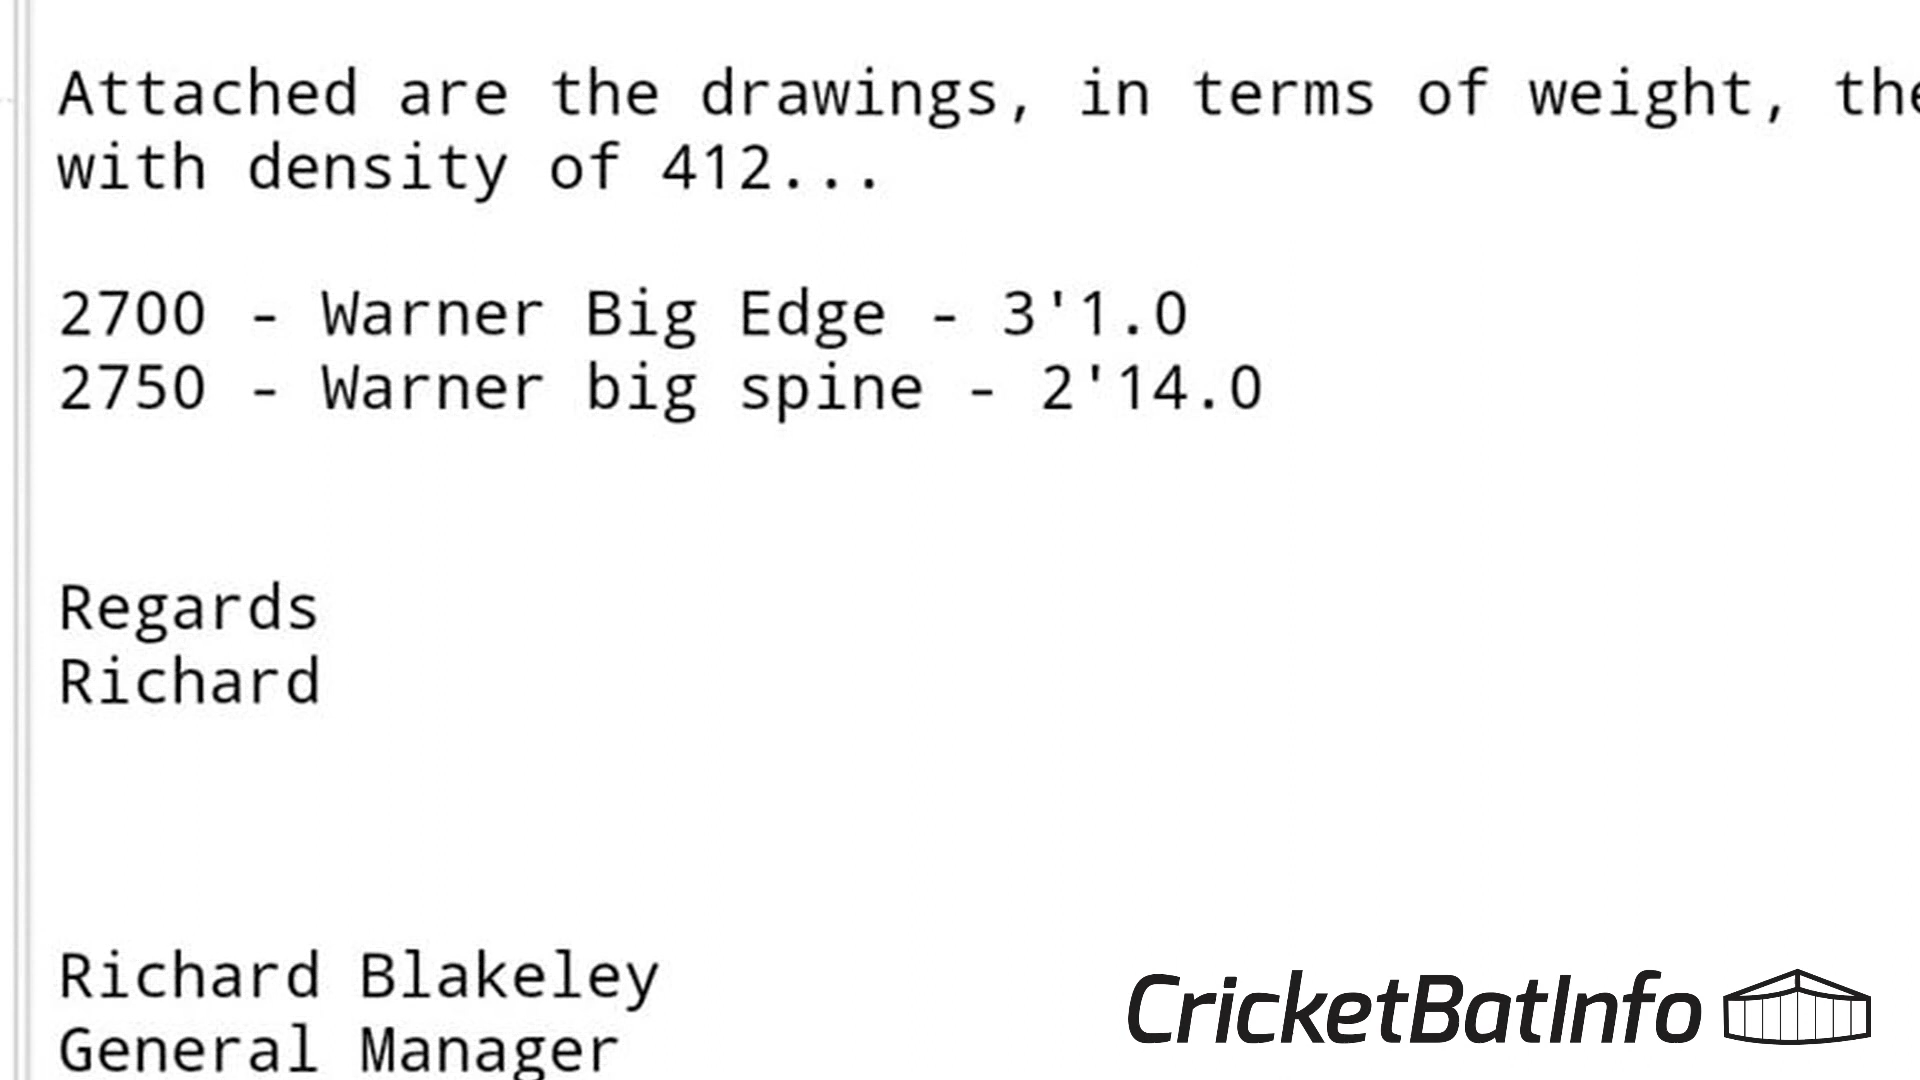 Attached are the drawings, in terms of weight, the
with density of 412...
2700 - Warner Big Edge - 3'1.0
2750 - Warner big spine - 2'14.0
Regards
Richard
Richard Blakeley
General Manager
CricketBatInfo